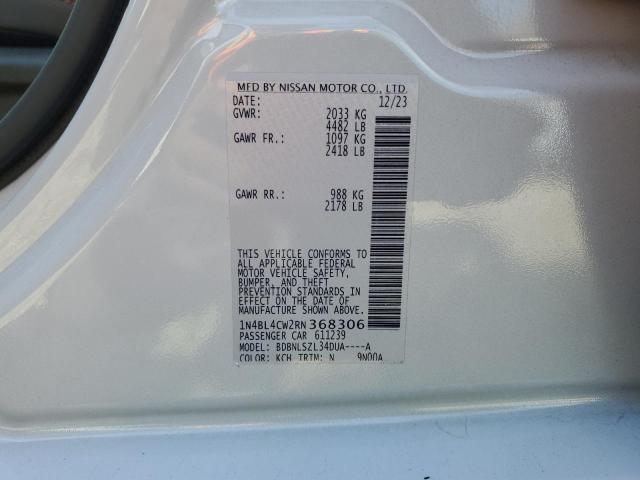 MFD BY NISSAN MOTOR CO., LTD.
DATE: 12/23
GVWR: 2033 KG
4482 LB
GAWR FR.: 1097 KG
2418 LB
GAWR RR.: 988 KG
2178 LB
THIS VEHICLE CONFORMS TO
ALL APPLICABLE FEDERAL
MOTOR VEHICLE SAFETY,
BUMPER, AND THEFT
PREVENTION STANDARDS IN
EFFECT ON THE DATE OF
MANUFACTURE SHOWN ABOVE.
1N4BL4CW2RN368306
PASSENGER CAR 611239
MODEL: BDBNLSZL34DUA----A
COLOR: KCH TRIM: N 9N00A